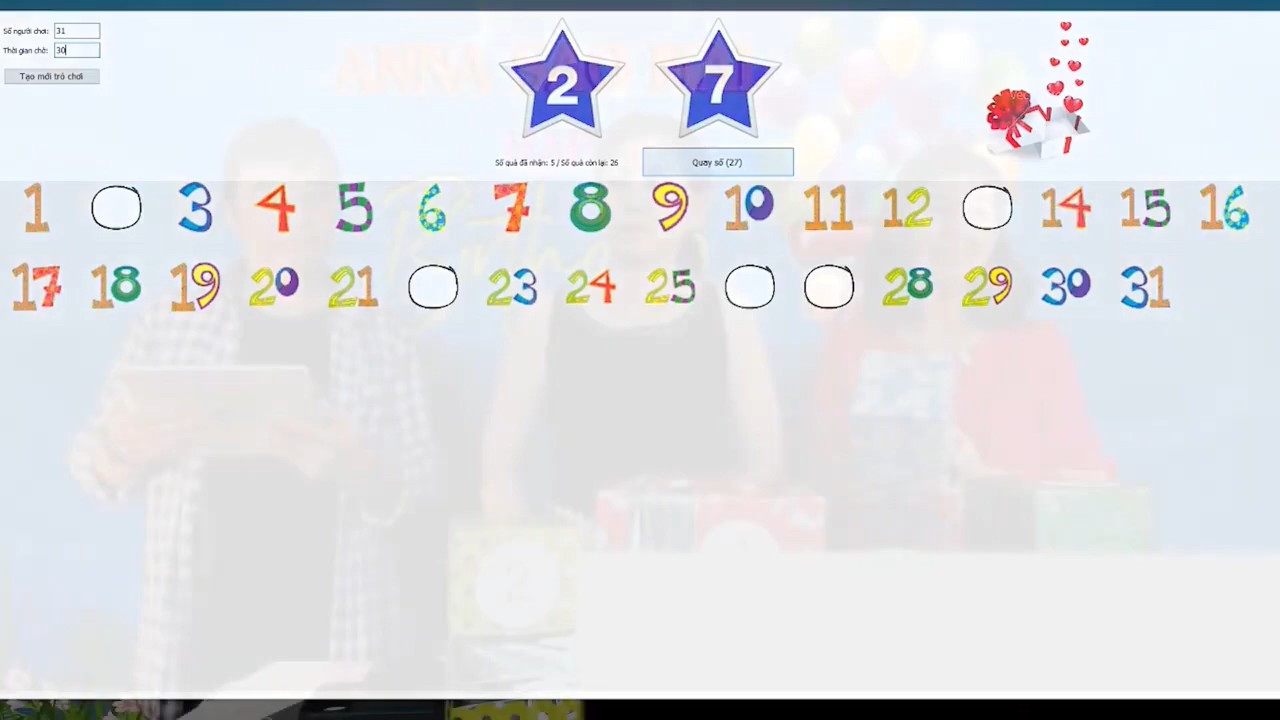 Số người chơi: 31
Thời gian chờ: 30
Tạo mới trò chơi
2 7
Số quà đã nhận: 5 / Số quà còn lại: 26
Quay số (27)
1 3 4 5 6 7 8 9 10 11 12 14 15 16
17 18 19 20 21 23 24 25 28 29 30 31